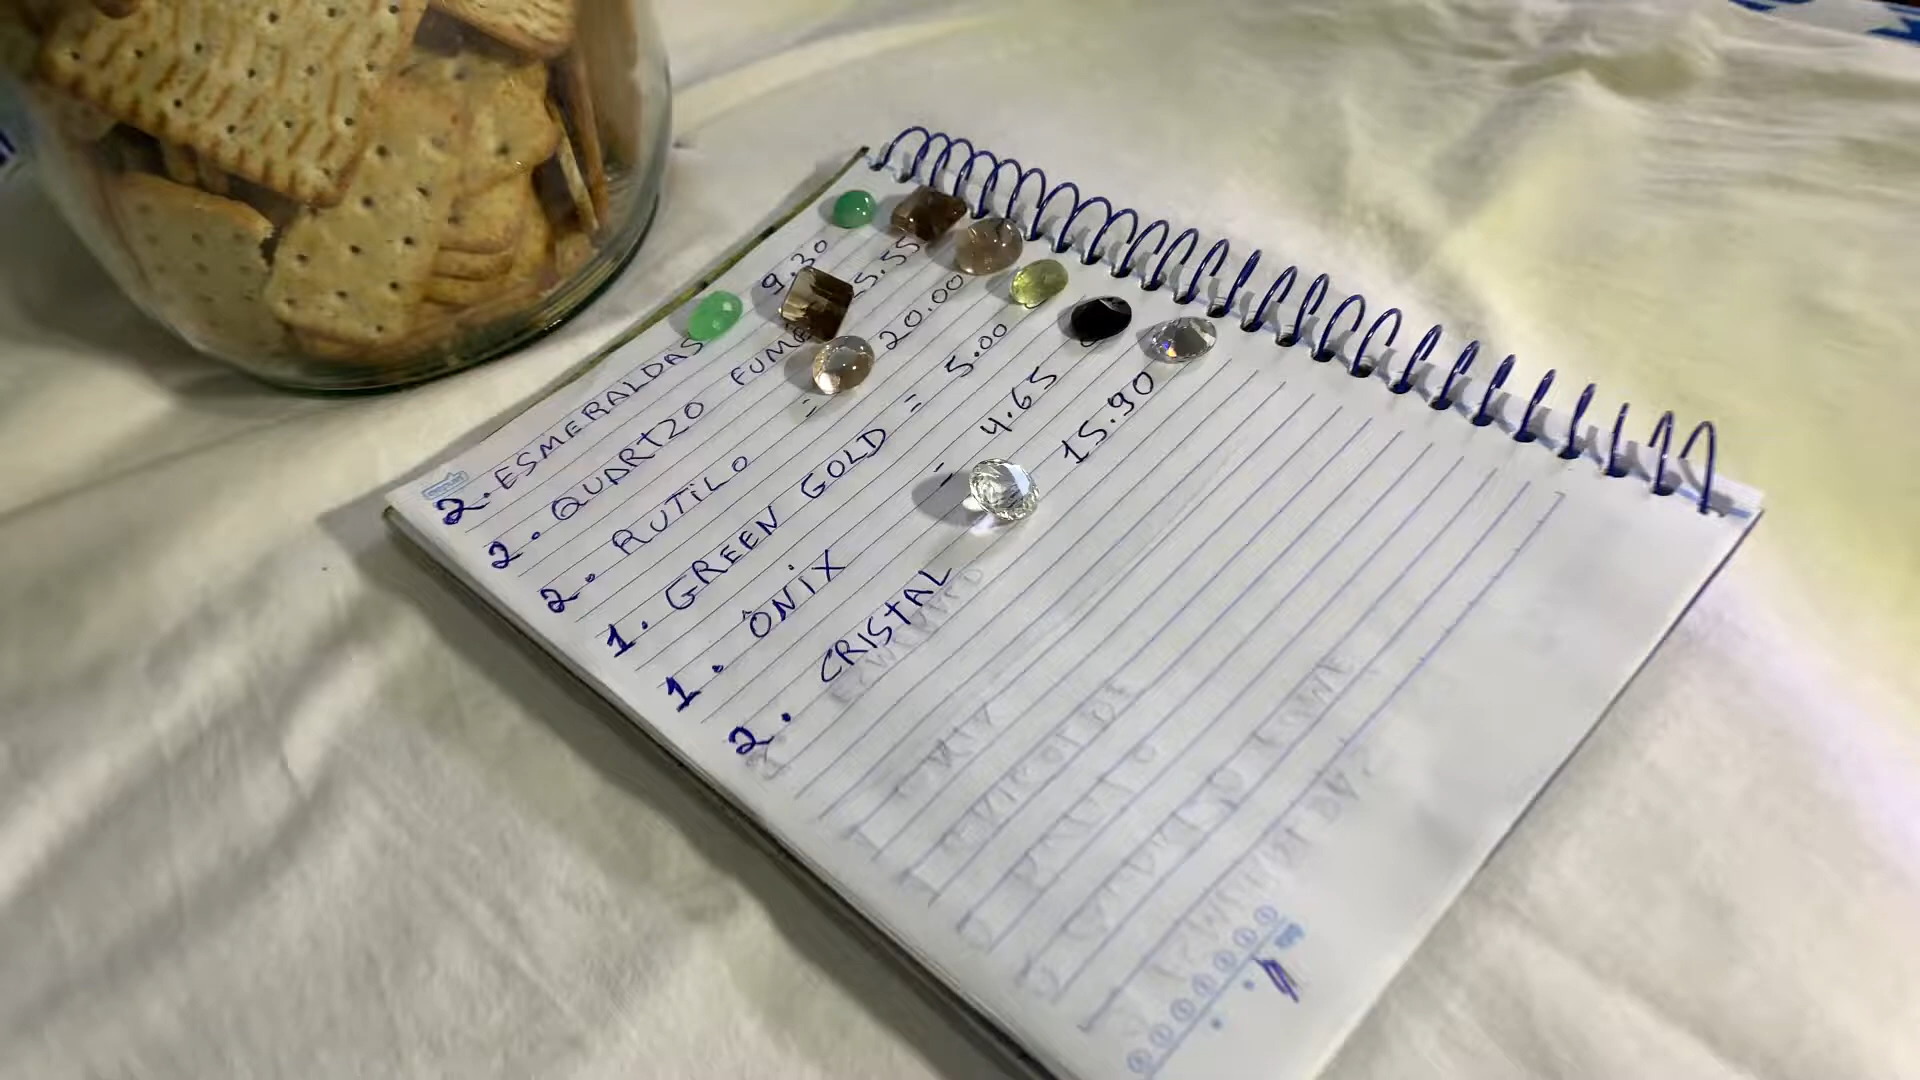 2. ESMERALDAS 9.30
2. QUARTZO FUMÊ 25.55
2. RUTILO = 20.00
1. GREEN GOLD = 5.00
1. ÔNIX - 4.65
2. CRISTAL 15.90